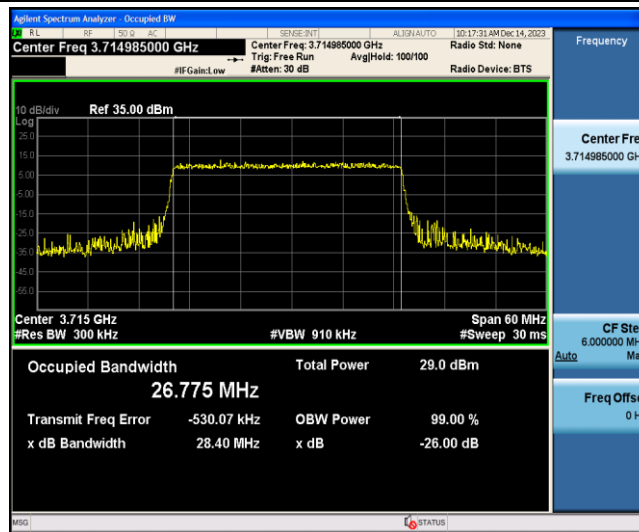 Agilent Spectrum Analyzer - Occupied BW
RL RF 50 Ω AC SENSE:INT ALIGN AUTO 10:17:31 AM Dec 14, 2023
Center Freq 3.714985000 GHz Center Freq: 3.714985000 GHz Radio Std: None Frequency
Trig: Free Run Avg|Hold: 100/100
#IFGain:Low #Atten: 30 dB Radio Device: BTS
10 dB/div Ref 35.00 dBm
Log
25.0
15.0
5.00
-5.00
-15.0
-25.0
-35.0
-45.0
-55.0
Center Fre
3.714985000 GH
Center 3.715 GHz Span 60 MHz
#Res BW 300 kHz #VBW 910 kHz #Sweep 30 ms
CF Ste
6.000000 MH
Auto Ma
Occupied Bandwidth Total Power 29.0 dBm
26.775 MHz
Transmit Freq Error -530.07 kHz OBW Power 99.00 %
x dB Bandwidth 28.40 MHz x dB -26.00 dB
Freq Offse
0 H
MSG STATUS